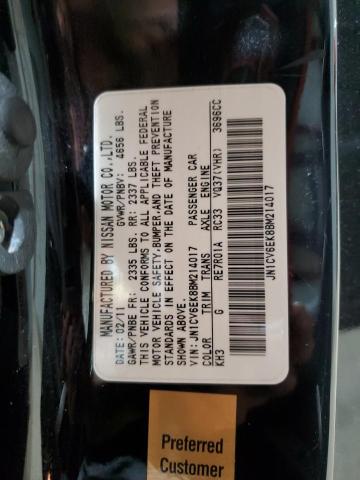 MANUFACTURED BY NISSAN MOTOR CO.,LTD.
DATE: 02/11 GVWR/PNBV: 4656 LBS.
GAWR/PNBE FR: 2335 LBS. RR: 2337 LBS.
THIS VEHICLE CONFORMS TO ALL APPLICABLE FEDERAL
MOTOR VEHICLE SAFETY,BUMPER,AND THEFT PREVENTION
STANDARDS IN EFFECT ON THE DATE OF MANUFACTURE
SHOWN ABOVE.
VIN: JN1CV6EK8BM214017 PASSENGER CAR
COLOR TRIM TRANS AXLE ENGINE
KH3 G RE7R01A RC33 VQ37(VHR) 3696CC
JN1CV6EK8BM214017
Preferred
Customer